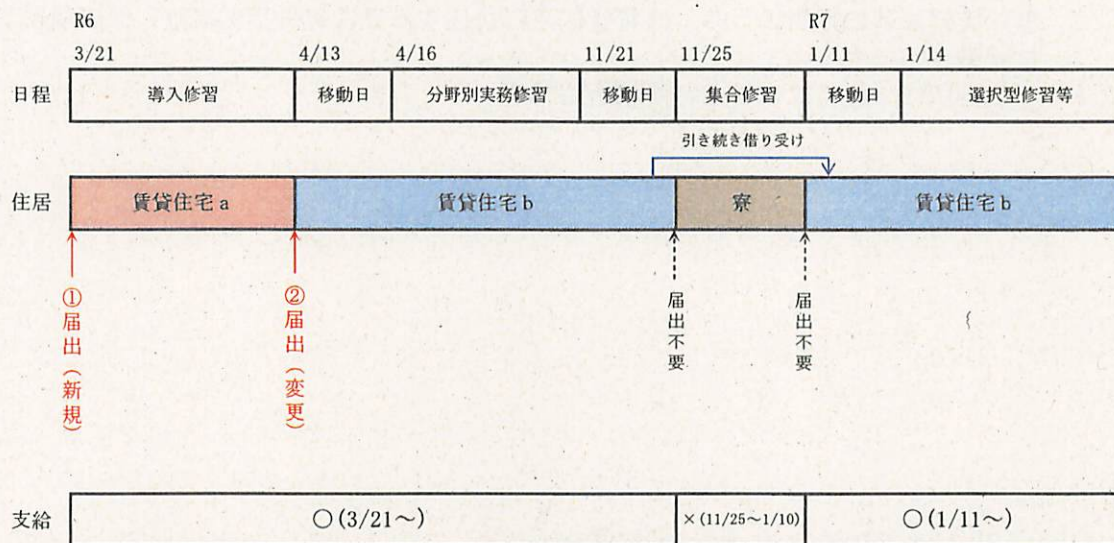 R6 R7
3/21 4/13 4/16 11/21 11/25 1/11 1/14
日程 導入修習 移動日 分野別実務修習 移動日 集合修習 移動日 選択型修習等
引き続き借り受け
住居 賃貸住宅a 賃貸住宅b 寮 賃貸住宅b
①届出(新規)
②届出(変更)
届出不要
届出不要
支給 ○(3/21～) ×(11/25～1/10) ○(1/11～)